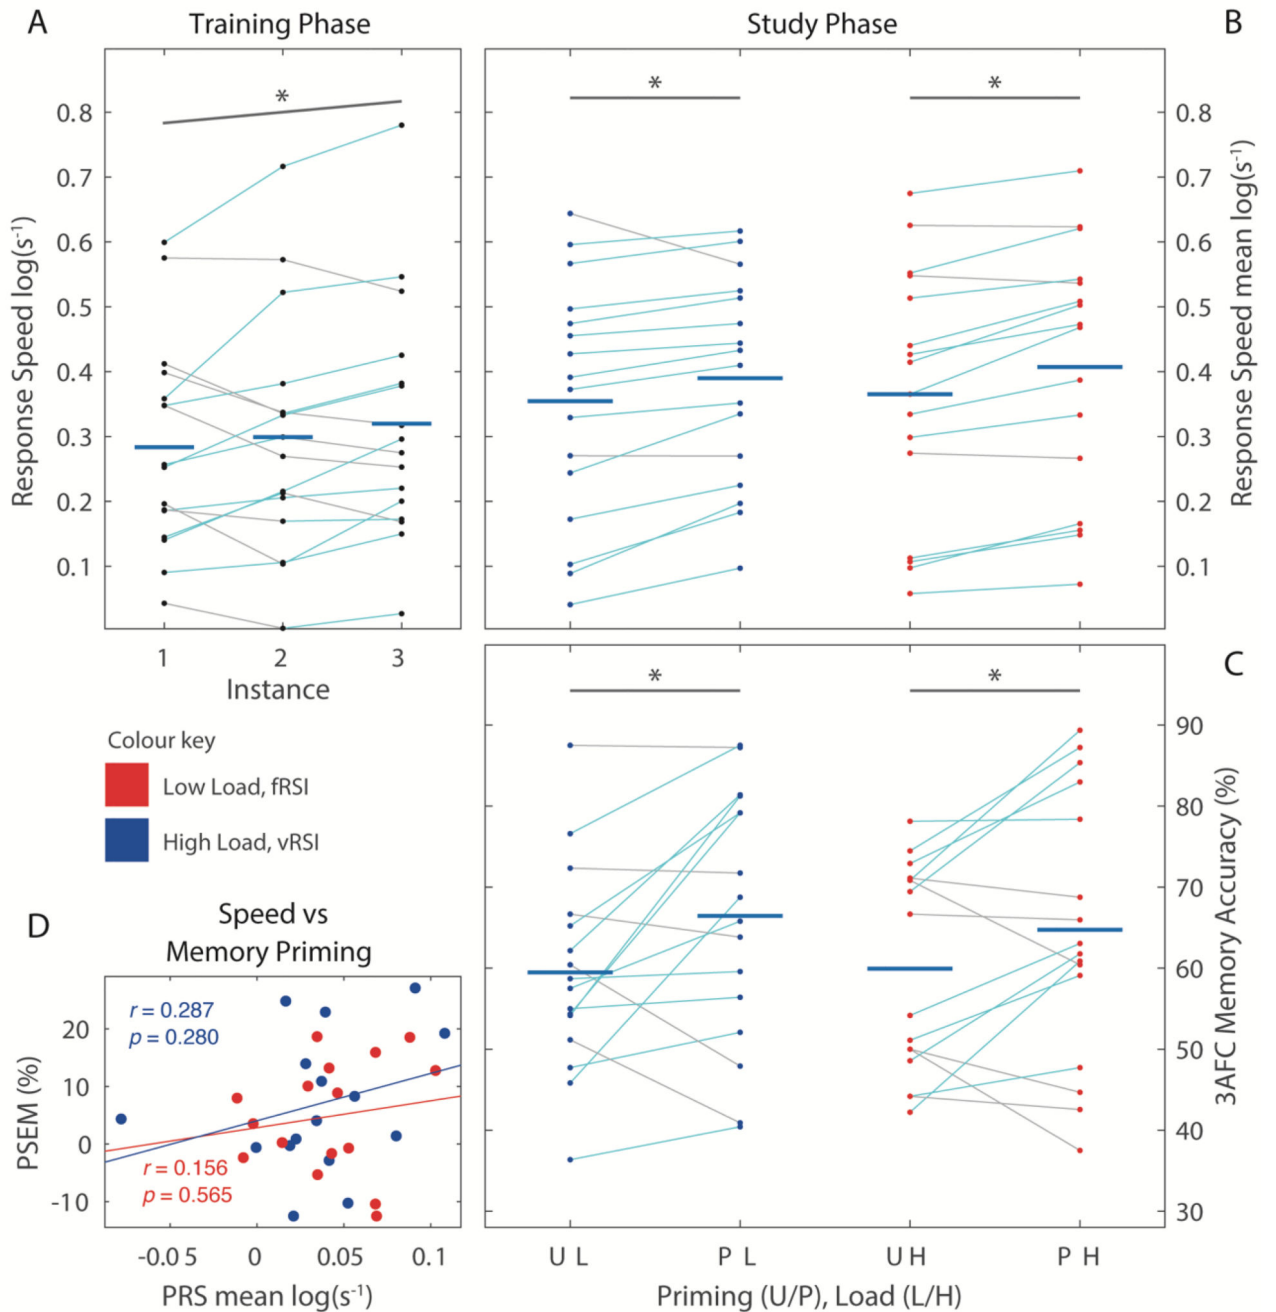 A
Training Phase
Study Phase
B
*
*
*
0.8
0.7
0.6
0.5
0.4
0.3
0.2
0.1
Response Speed log(s⁻¹)
0.8
0.7
0.6
0.5
0.4
0.3
0.2
0.1
Response Speed mean log(s⁻¹)
1 2 3
Instance
C
*
*
90
80
70
60
50
40
30
3AFC Memory Accuracy (%)
Colour key
Low Load, fRSI
High Load, vRSI
D
Speed vs
Memory Priming
r = 0.287
p = 0.280
20
10
0
-10
PSEM (%)
r = 0.156
p = 0.565
-0.0 5 0 0.05 0.1
PRS mean log(s⁻¹)
U L P L U H P H
Priming (U/P), Load (L/H)